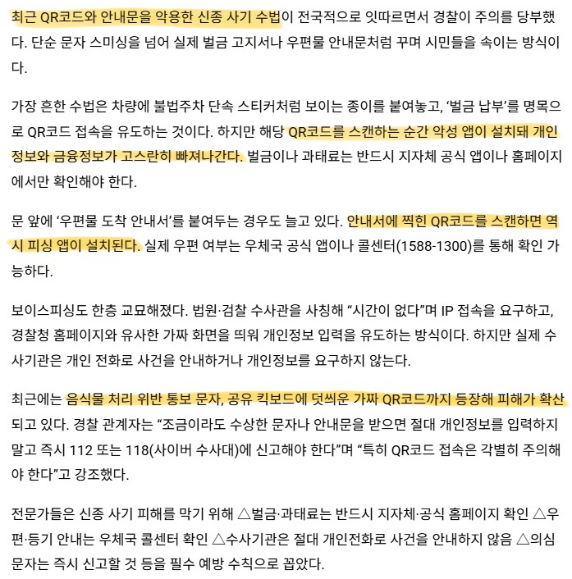 최근 QR코드와 안내문을 악용한 신종 사기 수법이 전국적으로 잇따르면서 경찰이 주의를 당부했
다. 단순 문자 스미싱을 넘어 실제 벌금 고지서나 우편물 안내문처럼 꾸며 시민들을 속이는 방식이
다.
가장 흔한 수법은 차량에 불법주차 단속 스티커처럼 보이는 종이를 붙여놓고, ‘벌금 납부’를 명목으
로 QR코드 접속을 유도하는 것이다. 하지만 해당 QR코드를 스캔하는 순간 악성 앱이 설치돼 개인
정보와 금융정보가 고스란히 빠져나간다. 벌금이나 과태료는 반드시 지자체 공식 앱이나 홈페이지
에서만 확인해야 한다.
문 앞에 ‘우편물 도착 안내서’를 붙여두는 경우도 늘고 있다. 안내서에 찍힌 QR코드를 스캔하면 역
시 피싱 앱이 설치된다. 실제 우편 여부는 우체국 공식 앱이나 콜센터(1588-1300)를 통해 확인 가
능하다.
보이스피싱도 한층 교묘해졌다. 법원·검찰 수사관을 사칭해 “시간이 없다”며 IP 접속을 요구하고,
경찰청 홈페이지와 유사한 가짜 화면을 띄워 개인정보 입력을 유도하는 방식이다. 하지만 실제 수
사기관은 개인 전화로 사건을 안내하거나 개인정보를 요구하지 않는다.
최근에는 음식물 처리 위반 통보 문자, 공유 킥보드에 덧씌운 가짜 QR코드까지 등장해 피해가 확산
되고 있다. 경찰 관계자는 “조금이라도 수상한 문자나 안내문을 받으면 절대 개인정보를 입력하지
말고 즉시 112 또는 118(사이버 수사대)에 신고해야 한다”며 “특히 QR코드 접속은 각별히 주의해
야 한다”고 강조했다.
전문가들은 신종 사기 피해를 막기 위해 △벌금·과태료는 반드시 지자체·공식 홈페이지 확인 △우
편·등기 안내는 우체국 콜센터 확인 △수사기관은 절대 개인전화로 사건을 안내하지 않음 △의심
문자는 즉시 신고할 것 등을 필수 예방 수칙으로 꼽았다.